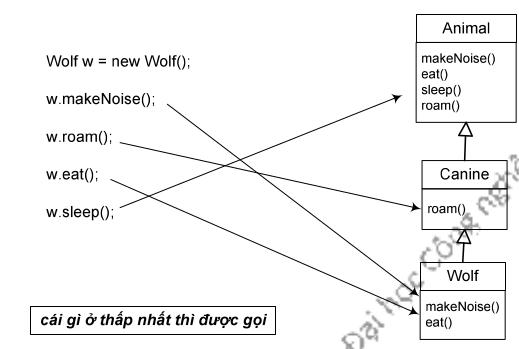 Wolf w = new Wolf();
w.makeNoise();
w.roam();
w.eat();
w.sleep();
cái gì ở thấp nhất thì được gọi
Animal
makeNoise()
eat()
sleep()
roam()
Canine
roam()
Wolf
makeNoise()
eat()
Đại học Công nghệ